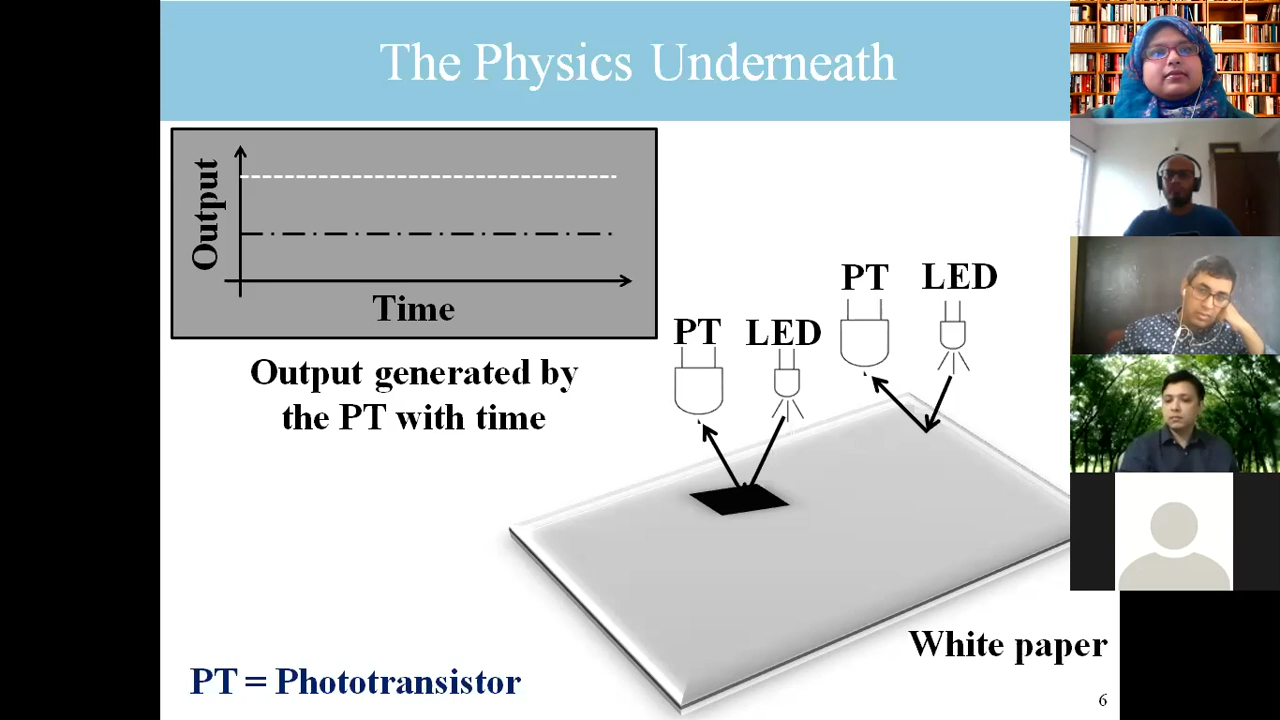 The Physics Underneath
Output
Time
Output generated by
the PT with time
PT LED
PT LED
White paper
PT = Phototransistor
6